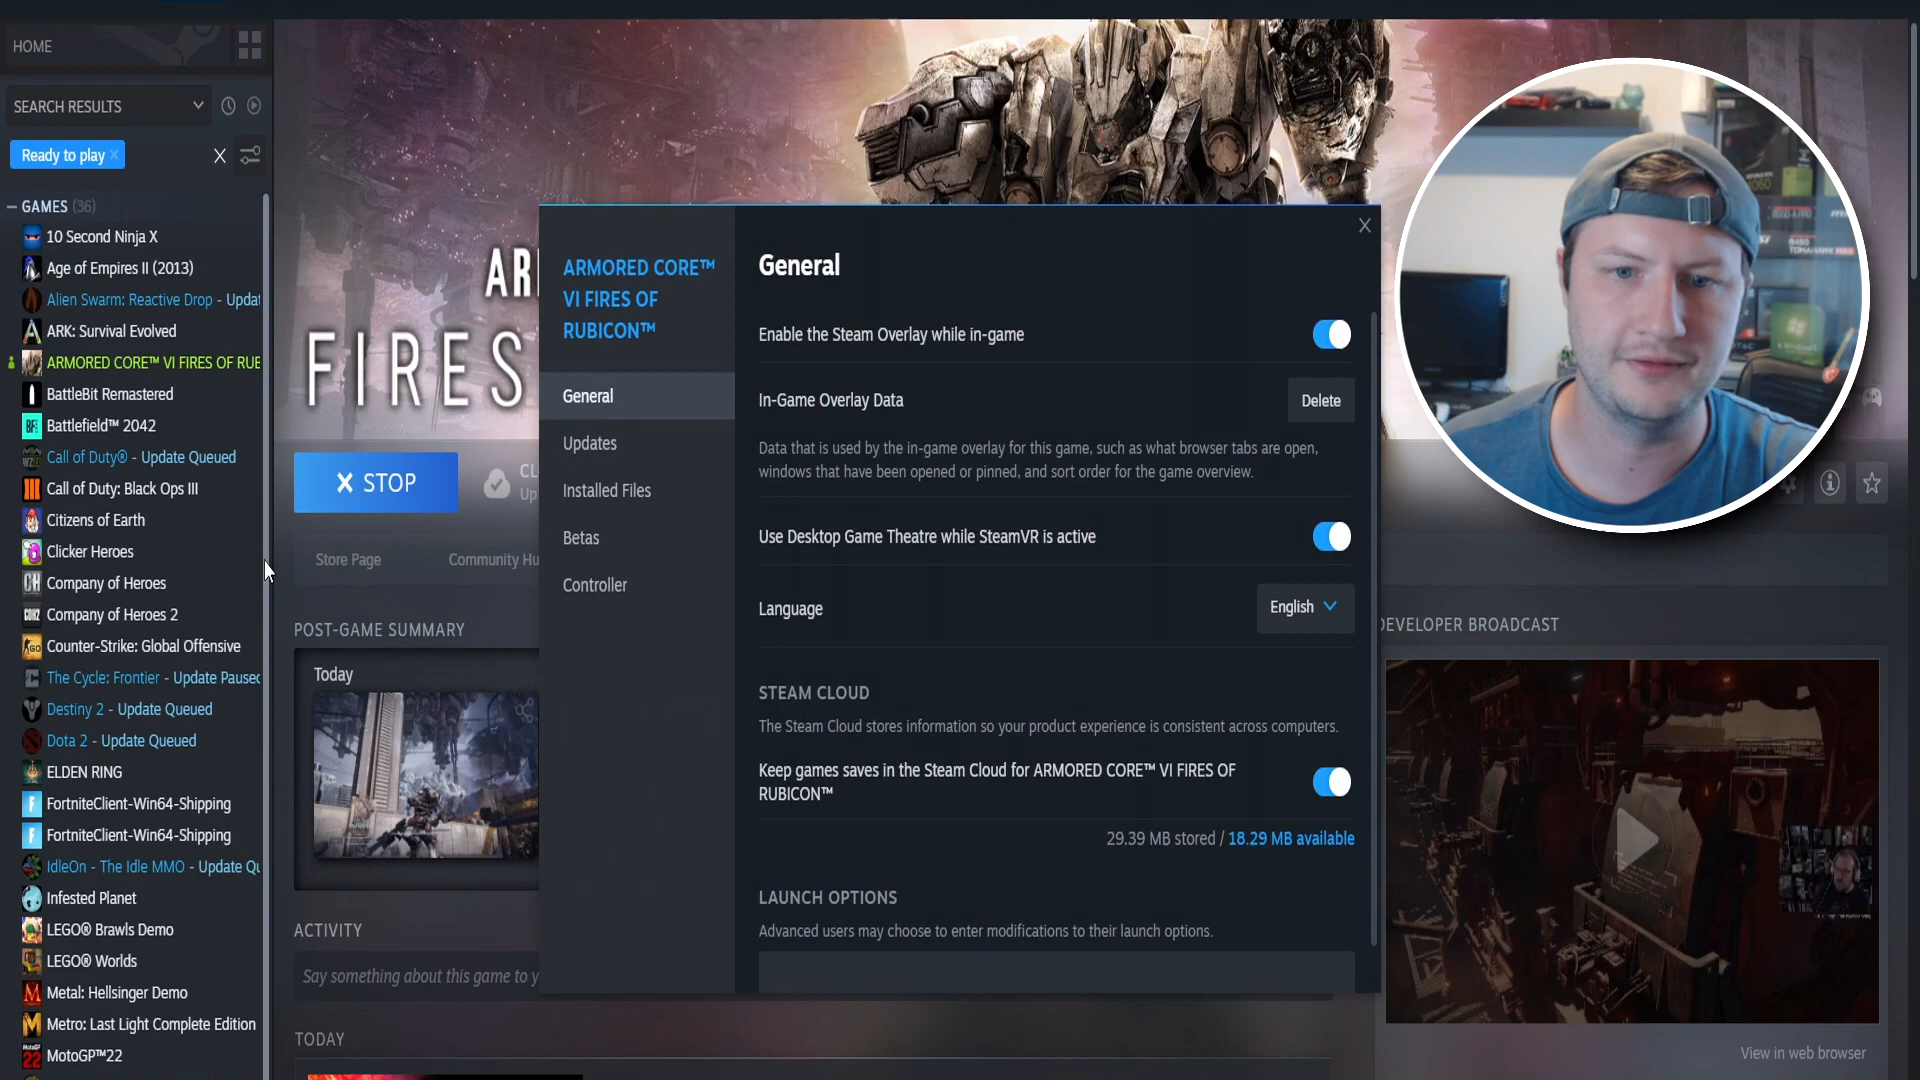 HOME
SEARCH RESULTS
Ready to play x
X
GAMES (36)
10 Second Ninja X
Age of Empires II (2013)
Alien Swarm: Reactive Drop - Updat
ARK: Survival Evolved
ARMORED CORE™ VI FIRES OF RUB
BattleBit Remastered
Battlefield™ 2042
Call of Duty® - Update Queued
Call of Duty: Black Ops III
Citizens of Earth
Clicker Heroes
Company of Heroes
Company of Heroes 2
Counter-Strike: Global Offensive
The Cycle: Frontier - Update Paused
Destiny 2 - Update Queued
Dota 2 - Update Queued
ELDEN RING
FortniteClient-Win64-Shipping
FortniteClient-Win64-Shipping
IdleOn - The Idle MMO - Update Qu
Infested Planet
LEGO® Brawls Demo
LEGO® Worlds
Metal: Hellsinger Demo
Metro: Last Light Complete Edition
MotoGP™22
AR
FIRES
X STOP
CL
Up
Store Page
Community Hu
POST-GAME SUMMARY
Today
ACTIVITY
Say something about this game to y
TODAY
ARMORED CORE™
VI FIRES OF
RUBICON™
General
Updates
Installed Files
Betas
Controller
X
General
Enable the Steam Overlay while in-game
In-Game Overlay Data
Delete
Data that is used by the in-game overlay for this game, such as what browser tabs are open,
windows that have been opened or pinned, and sort order for the game overview.
Use Desktop Game Theatre while SteamVR is active
Language
English
STEAM CLOUD
The Steam Cloud stores information so your product experience is consistent across computers.
Keep games saves in the Steam Cloud for ARMORED CORE™ VI FIRES OF
RUBICON™
29.39 MB stored / 18.29 MB available
LAUNCH OPTIONS
Advanced users may choose to enter modifications to their launch options.
DEVELOPER BROADCAST
View in web browser